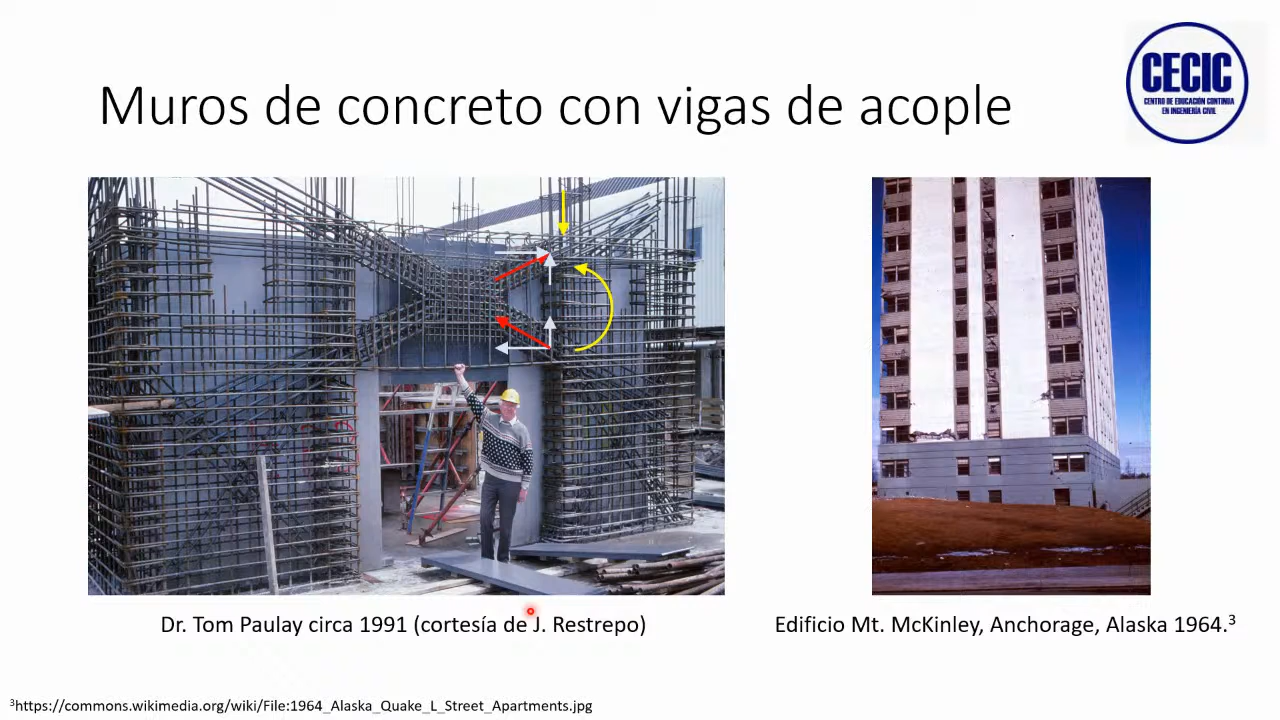 CECIC
CENTRO DE EDUCACIÓN CONTINUA
EN INGENIERÍA CIVIL
Muros de concreto con vigas de acople
Dr. Tom Paulay circa 1991 (cortesía de J. Restrepo)
Edificio Mt. McKinley, Anchorage, Alaska 1964.³
³https://commons.wikimedia.org/wiki/File:1964_Alaska_Quake_L_Street_Apartments.jpg